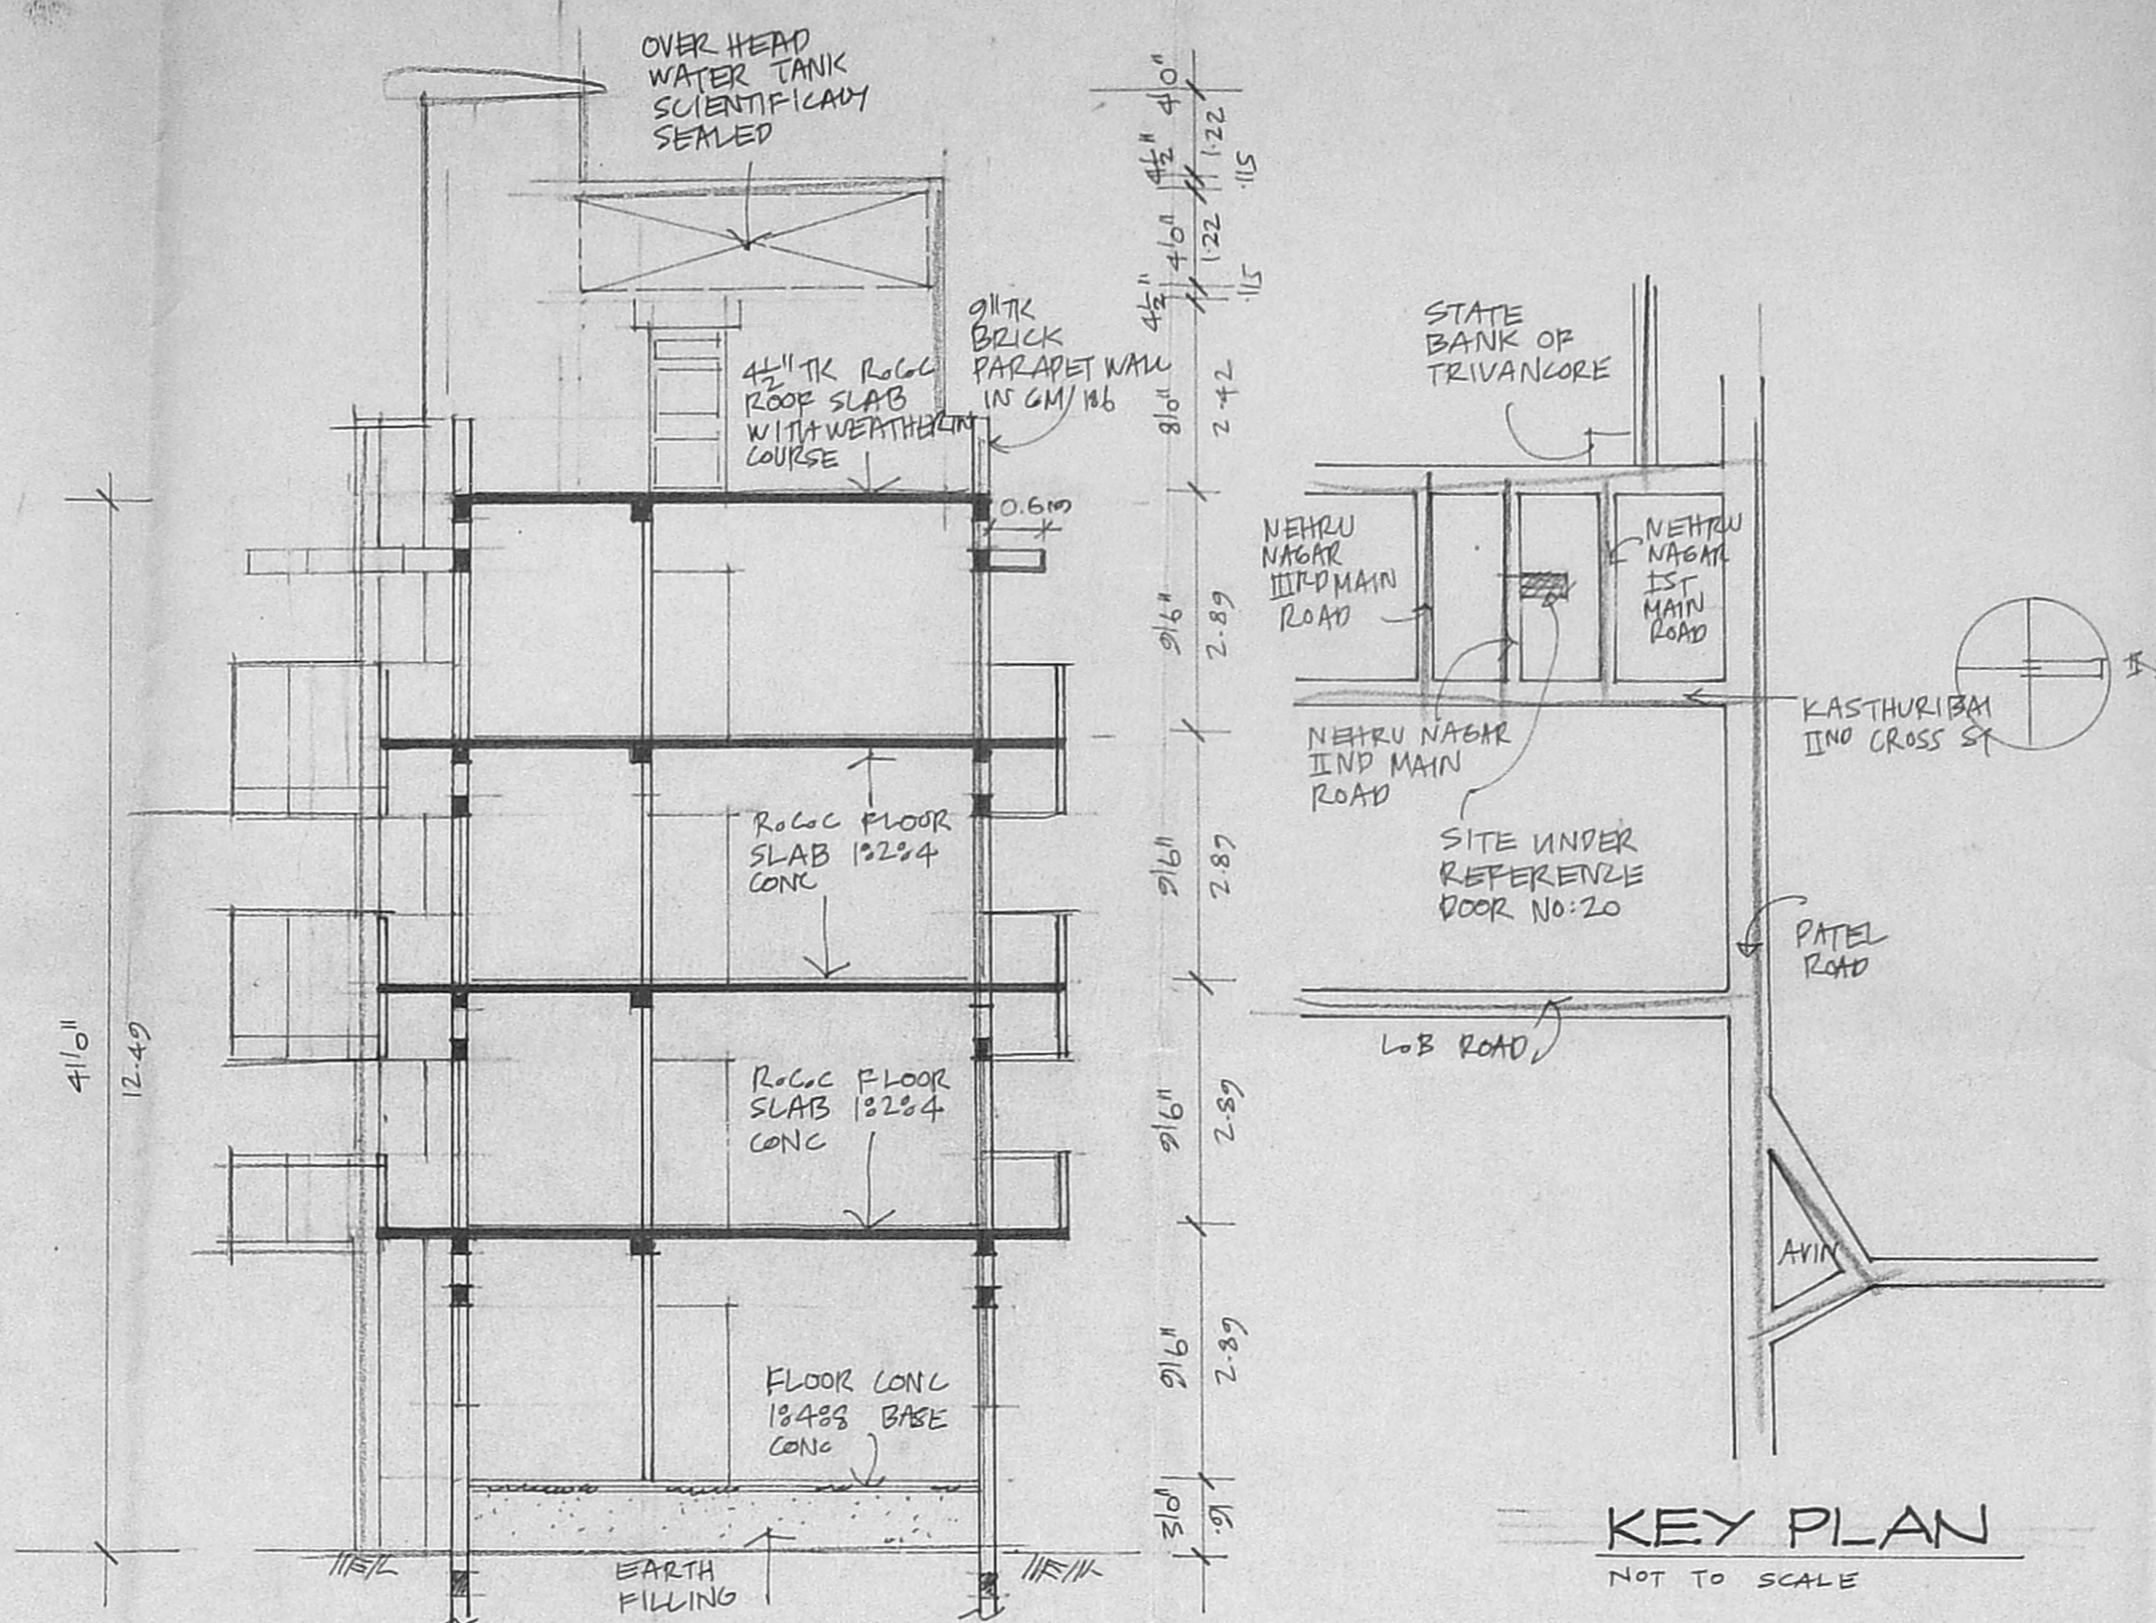 OVER HEAD
WATER TANK
SCIENTIFICALLY
SEALED
9"TK
BRICK
PARAPET WALL
IN CM 1:6
4½"TK R.C.C
ROOF SLAB
WITH WEATHERING
COURSE
0.6m
R.C.C FLOOR
SLAB 1:2:4
CONC
R.C.C FLOOR
SLAB 1:2:4
CONC
FLOOR CONC
1:4:8 BASE
CONC
EARTH
FILLING
41'0"
12.49
4'0"
1.22
4½"
.115
4'0"
1.22
4½"
.115
8'0"
2.42
9'6"
2.89
9'6"
2.89
9'6"
2.89
9'6"
2.89
3'0"
.91
STATE
BANK OF
TRIVANCORE
NEHRU
NAGAR
IIIRD MAIN
ROAD
NEHRU
NAGAR
IST
MAIN
ROAD
NEHRU NAGAR
IIND MAIN
ROAD
KASTHURIBAI
IIND CROSS ST
SITE UNDER
REFERENZE
DOOR NO:20
PATEL
ROAD
L.B ROAD
AVIN
KEY PLAN
NOT TO SCALE